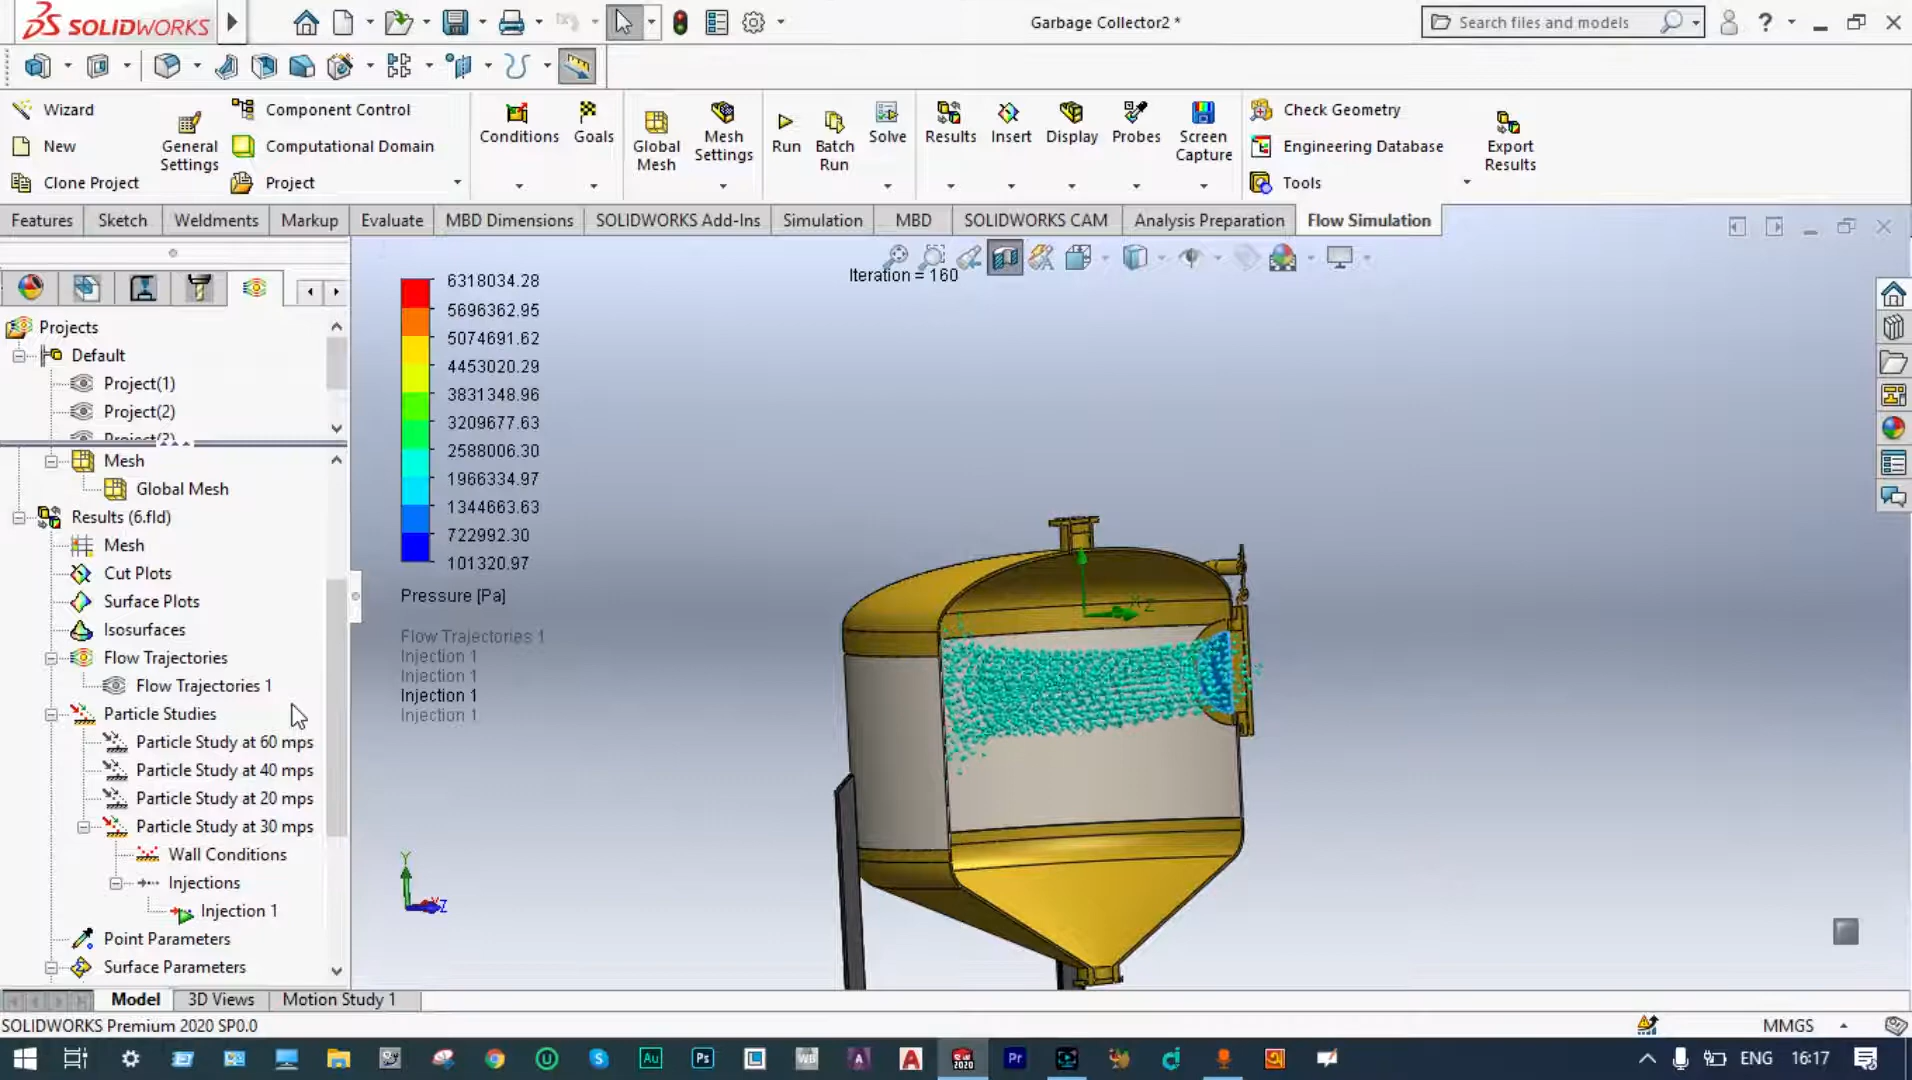 SOLIDWORKS
Garbage Collector2 *
Search files and models
Wizard
New
Clone Project
General Settings
Component Control
Computational Domain
Project
Conditions
Goals
Global Mesh
Mesh Settings
Run
Batch Run
Solve
Results
Insert
Display
Probes
Screen Capture
Check Geometry
Engineering Database
Tools
Export Results
Features
Sketch
Weldments
Markup
Evaluate
MBD Dimensions
SOLIDWORKS Add-Ins
Simulation
MBD
SOLIDWORKS CAM
Analysis Preparation
Flow Simulation
Projects
Default
Project(1)
Project(2)
Project(3)
Mesh
Global Mesh
Results (6.fld)
Mesh
Cut Plots
Surface Plots
Isosurfaces
Flow Trajectories
Flow Trajectories 1
Particle Studies
Particle Study at 60 mps
Particle Study at 40 mps
Particle Study at 20 mps
Particle Study at 30 mps
Wall Conditions
Injections
Injection 1
Point Parameters
Surface Parameters
Iteration = 160
6318034.28
5696362.95
5074691.62
4453020.29
3831348.96
3209677.63
2588006.30
1966334.97
1344663.63
722992.30
101320.97
Pressure [Pa]
Flow Trajectories 1
Injection 1
Injection 1
Injection 1
Injection 1
Y
Z
Z
Model
3D Views
Motion Study 1
SOLIDWORKS Premium 2020 SP0.0
MMGS
Au
Ps
L
WB
A
A
2020
Pr
ENG
16:17